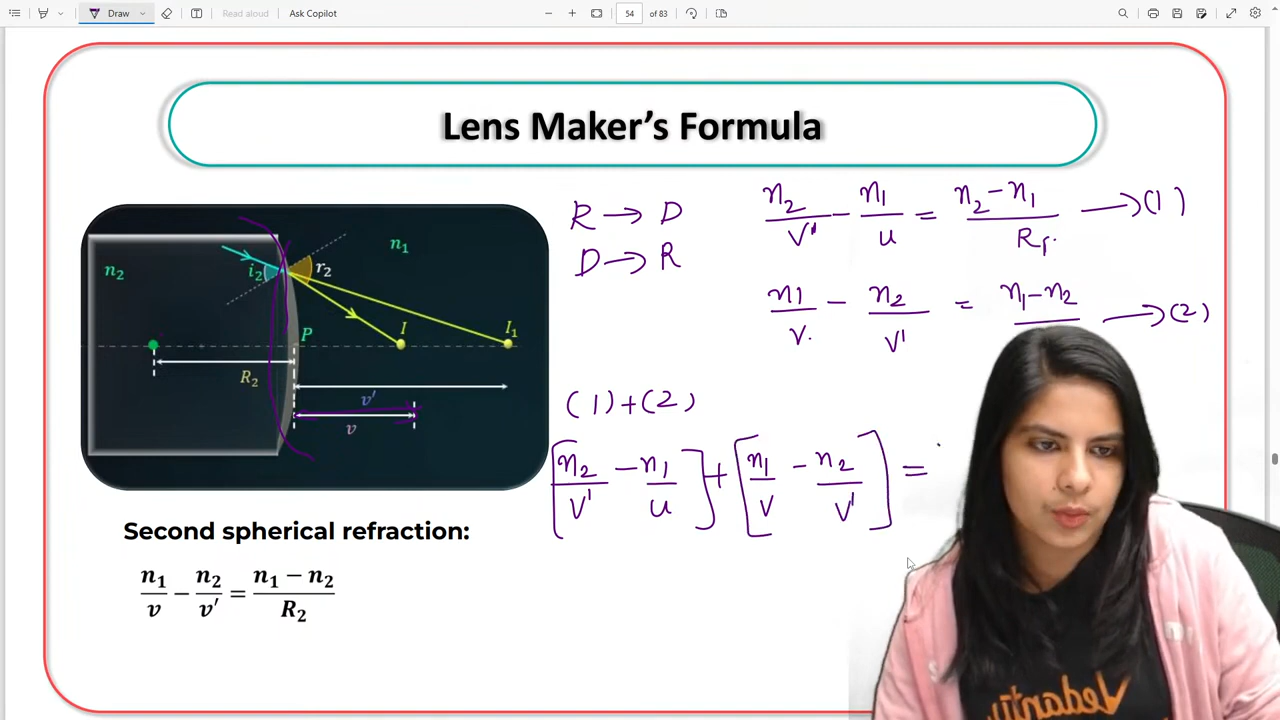 Draw
Read aloud
Ask Copilot
54 of 83
Lens Maker's Formula
n₂
i₂
r₂
n₁
P
I
I₁
R₂
v'
v
R → D
D → R
n₂/v' - n₁/u = n₂-n₁/R₁ → (1)
n₁/v - n₂/v' = n₁-n₂ → (2)
(1)+(2)
[n₂/v' - n₁/u] + [n₁/v - n₂/v'] =
Second spherical refraction:
n₁/v - n₂/v' = n₁ - n₂/R₂
Vedantu